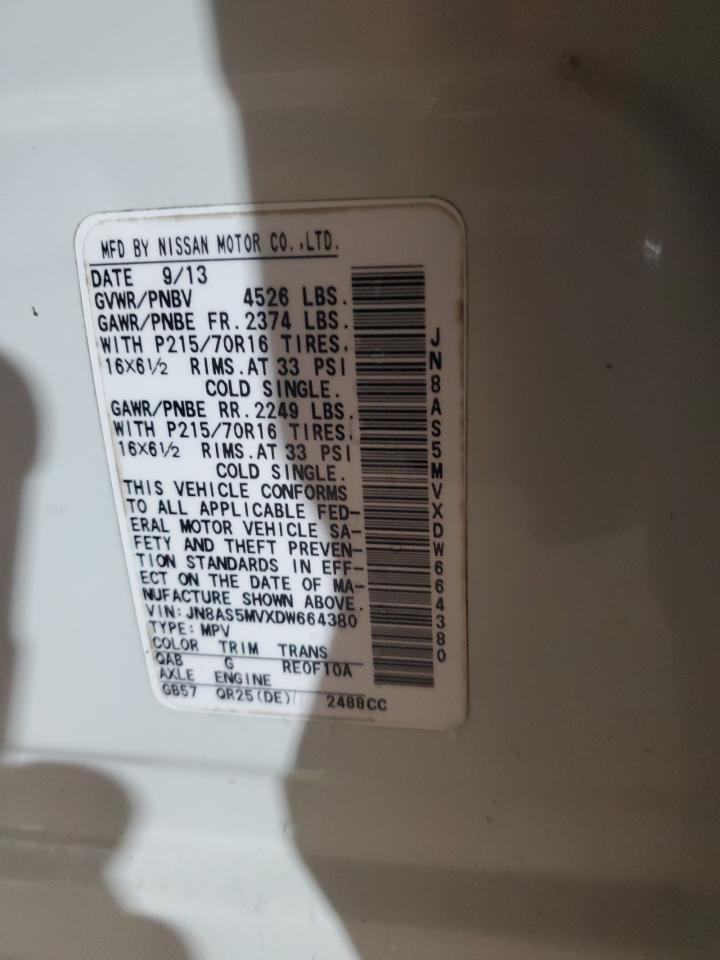 MFD BY NISSAN MOTOR CO.,LTD.
DATE 9/13
GVWR/PNBV 4526 LBS.
GAWR/PNBE FR. 2374 LBS.
WITH P215/70R16 TIRES,
16X6½ RIMS.AT 33 PSI
COLD SINGLE.
GAWR/PNBE RR. 2249 LBS.
WITH P215/70R16 TIRES,
16X6½ RIMS.AT 33 PSI
COLD SINGLE.
THIS VEHICLE CONFORMS
TO ALL APPLICABLE FED-
ERAL MOTOR VEHICLE SA-
FETY AND THEFT PREVEN-
TION STANDARDS IN EFF-
ECT ON THE DATE OF MA-
NUFACTURE SHOWN ABOVE.
VIN: JN8AS5MVXDW664380
TYPE: MPV
COLOR TRIM TRANS
QAB G RE0F10A
AXLE ENGINE
GB57 QR25(DE) 2488CC
JN8AS5MVXDW664380